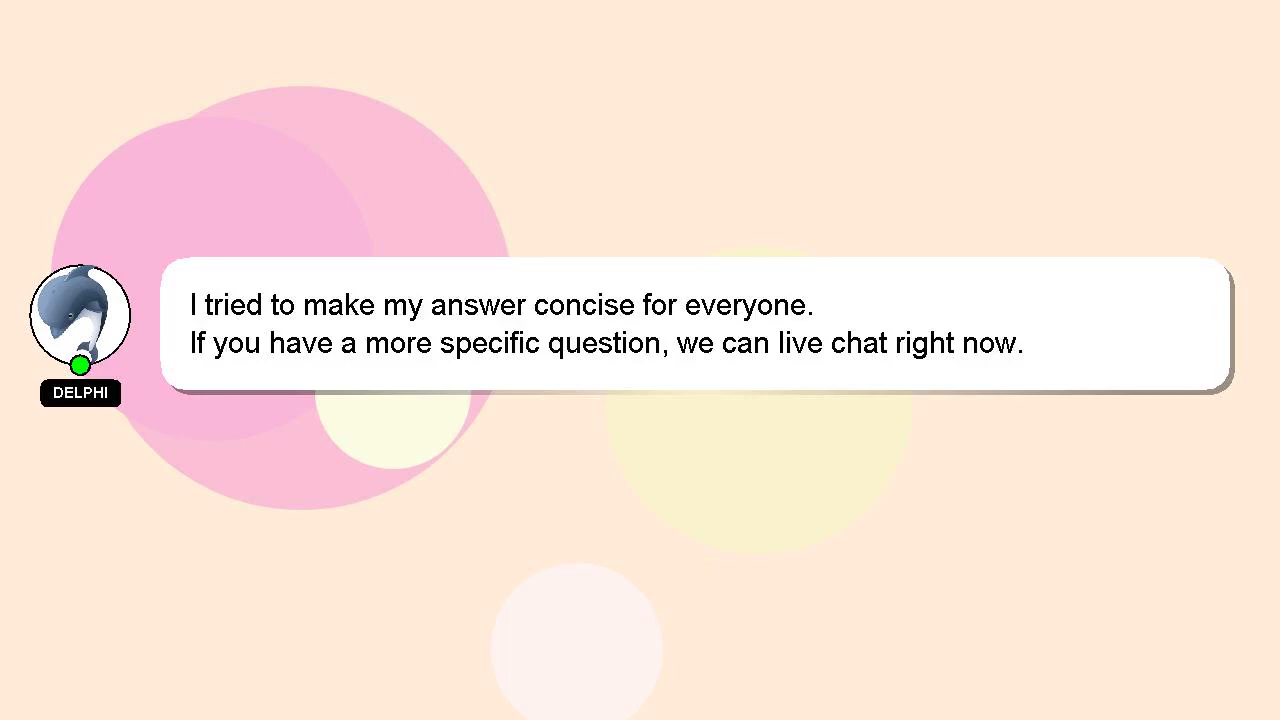 I tried to make my answer concise for everyone.
If you have a more specific question, we can live chat right now.
DELPHI